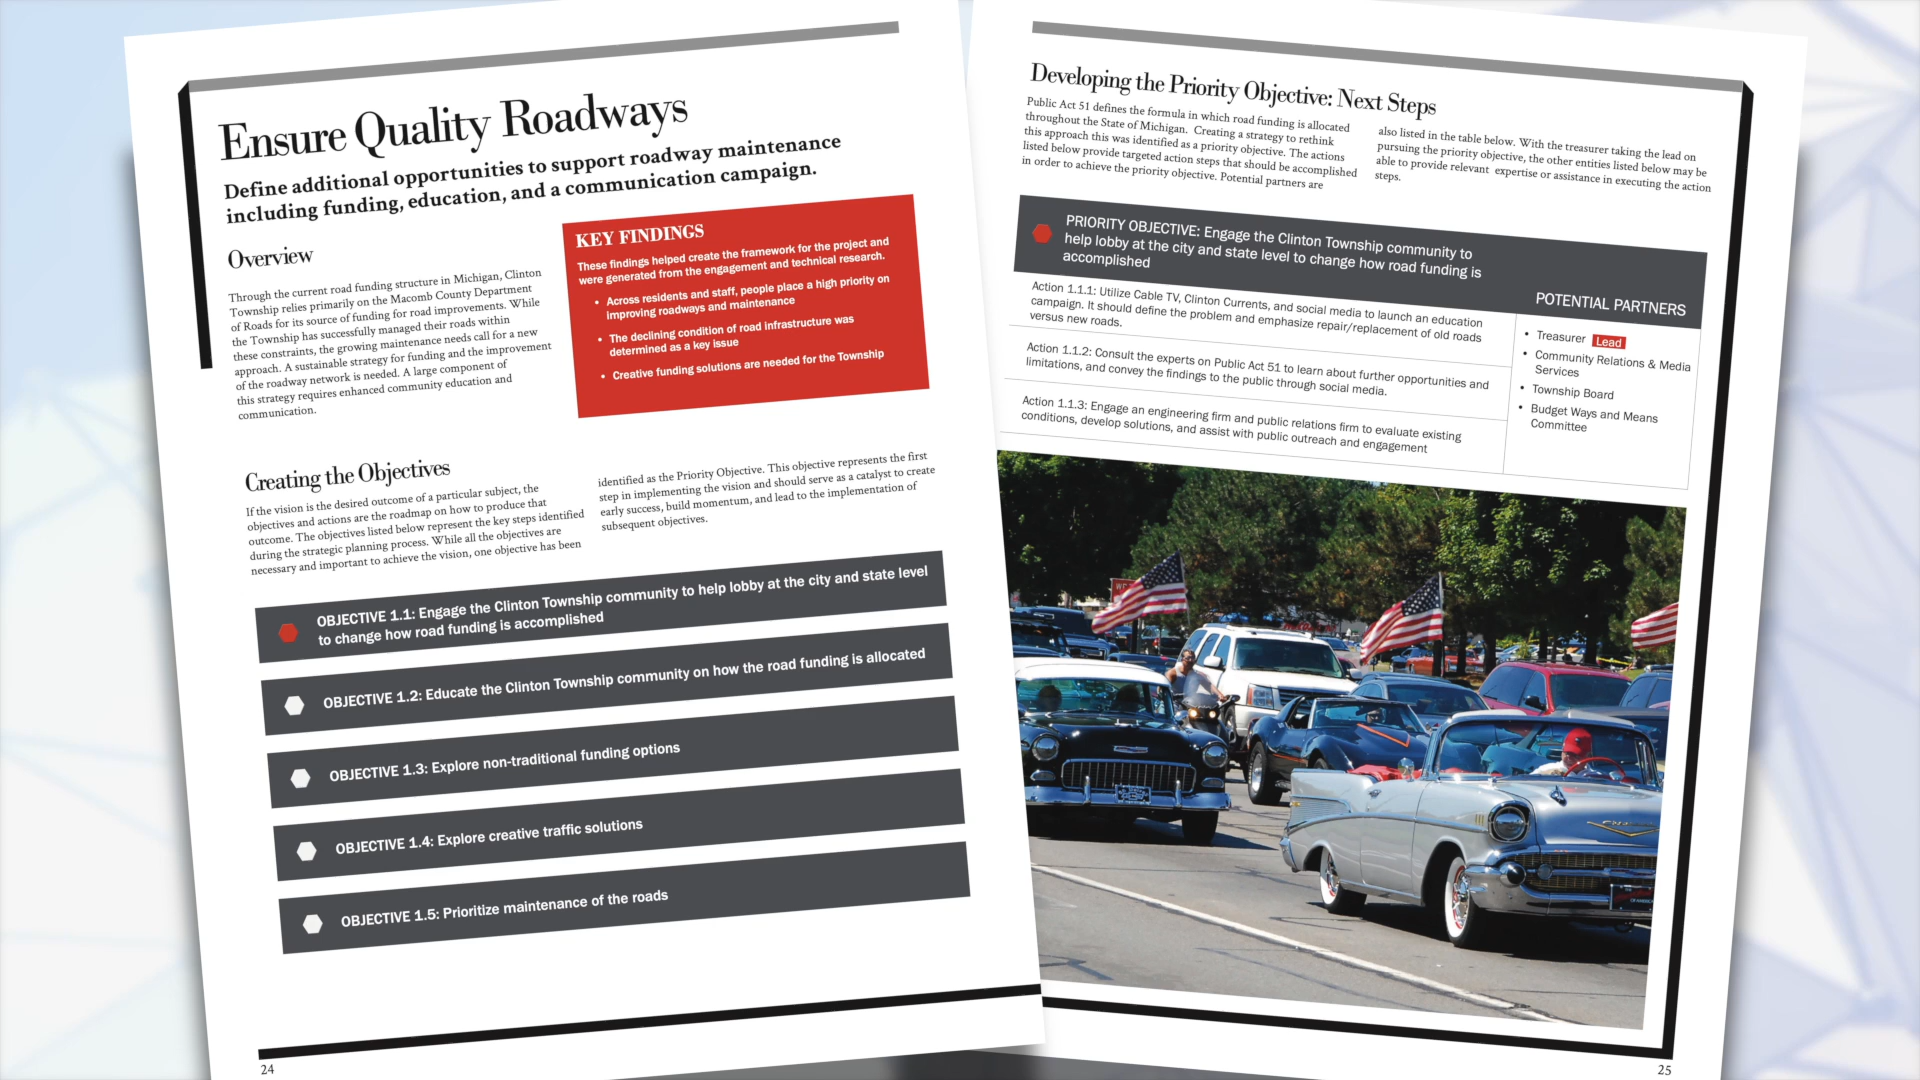 Ensure Quality Roadways
Define additional opportunities to support roadway maintenance
including funding, education, and a communication campaign.
Overview
Through the current road funding structure in Michigan, Clinton
Township relies primarily on the Macomb County Department
of Roads for its source of funding for road improvements. While
the Township has successfully managed their roads within
these constraints, the growing maintenance needs call for a new
approach. A sustainable strategy for funding and the improvement
of the roadway network is needed. A large component of
this strategy requires enhanced community education and
communication.
KEY FINDINGS
These findings helped create the framework for the project and
were generated from the engagement and technical research.
• Across residents and staff, people place a high priority on
improving roadways and maintenance
• The declining condition of road infrastructure was
determined as a key issue
• Creative funding solutions are needed for the Township
Creating the Objectives
If the vision is the desired outcome of a particular subject, the
objectives and actions are the roadmap on how to produce that
outcome. The objectives listed below represent the key steps identified
during the strategic planning process. While all the objectives are
necessary and important to achieve the vision, one objective has been
identified as the Priority Objective. This objective represents the first
step in implementing the vision and should serve as a catalyst to create
early success, build momentum, and lead to the implementation of
subsequent objectives.
OBJECTIVE 1.1: Engage the Clinton Township community to help lobby at the city and state level
to change how road funding is accomplished
OBJECTIVE 1.2: Educate the Clinton Township community on how the road funding is allocated
OBJECTIVE 1.3: Explore non-traditional funding options
OBJECTIVE 1.4: Explore creative traffic solutions
OBJECTIVE 1.5: Prioritize maintenance of the roads
24
Developing the Priority Objective: Next Steps
Public Act 51 defines the formula in which road funding is allocated
throughout the State of Michigan. Creating a strategy to rethink
this approach this was identified as a priority objective. The actions
listed below provide targeted action steps that should be accomplished
in order to achieve the priority objective. Potential partners are
also listed in the table below. With the treasurer taking the lead on
pursuing the priority objective, the other entities listed below may be
able to provide relevant expertise or assistance in executing the action
steps.
PRIORITY OBJECTIVE: Engage the Clinton Township community to
help lobby at the city and state level to change how road funding is
accomplished
POTENTIAL PARTNERS
Action 1.1.1: Utilize Cable TV, Clinton Currents, and social media to launch an education
campaign. It should define the problem and emphasize repair/replacement of old roads
versus new roads.
Action 1.1.2: Consult the experts on Public Act 51 to learn about further opportunities and
limitations, and convey the findings to the public through social media.
Action 1.1.3: Engage an engineering firm and public relations firm to evaluate existing
conditions, develop solutions, and assist with public outreach and engagement
• Treasurer Lead
• Community Relations & Media
Services
• Township Board
• Budget Ways and Means
Committee
25